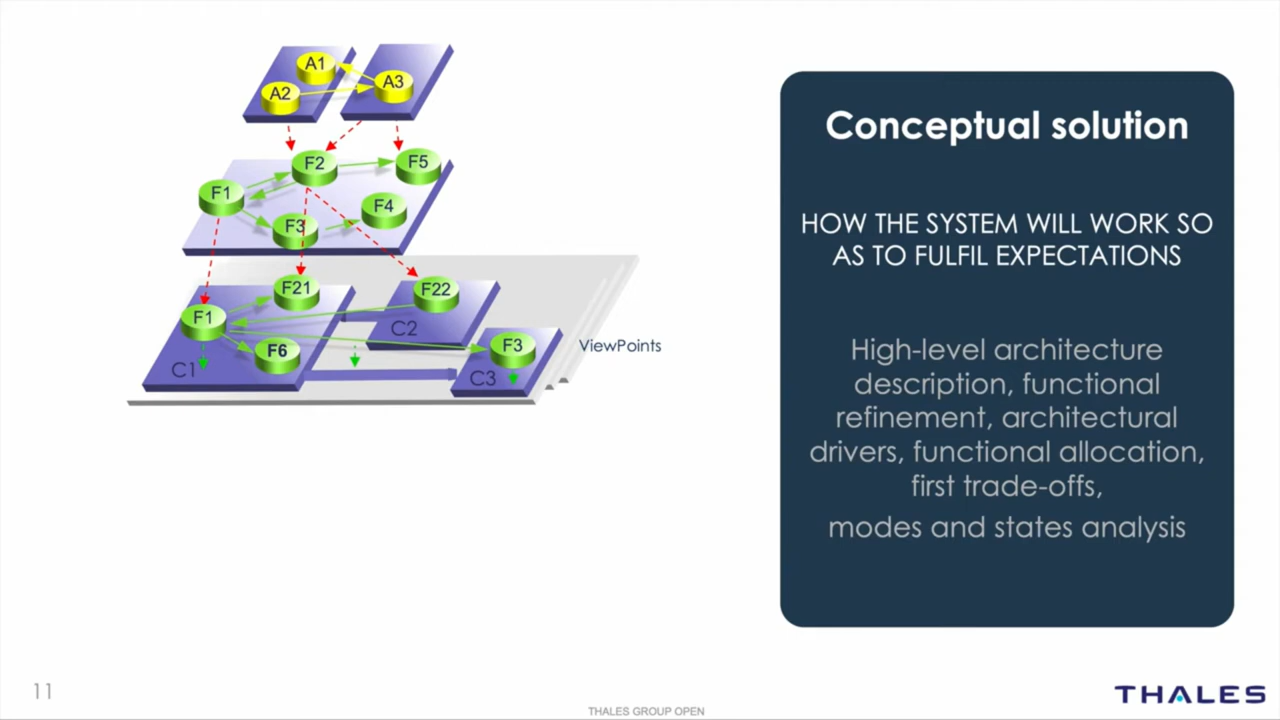 A1
A2
A3
F2
F5
F1
F4
F3
F21
F22
F1
C2
F6
F3
ViewPoints
C1
C3
Conceptual solution
HOW THE SYSTEM WILL WORK SO
AS TO FULFIL EXPECTATIONS
High-level architecture
description, functional
refinement, architectural
drivers, functional allocation,
first trade-offs,
modes and states analysis
11
THALES GROUP OPEN
THALES